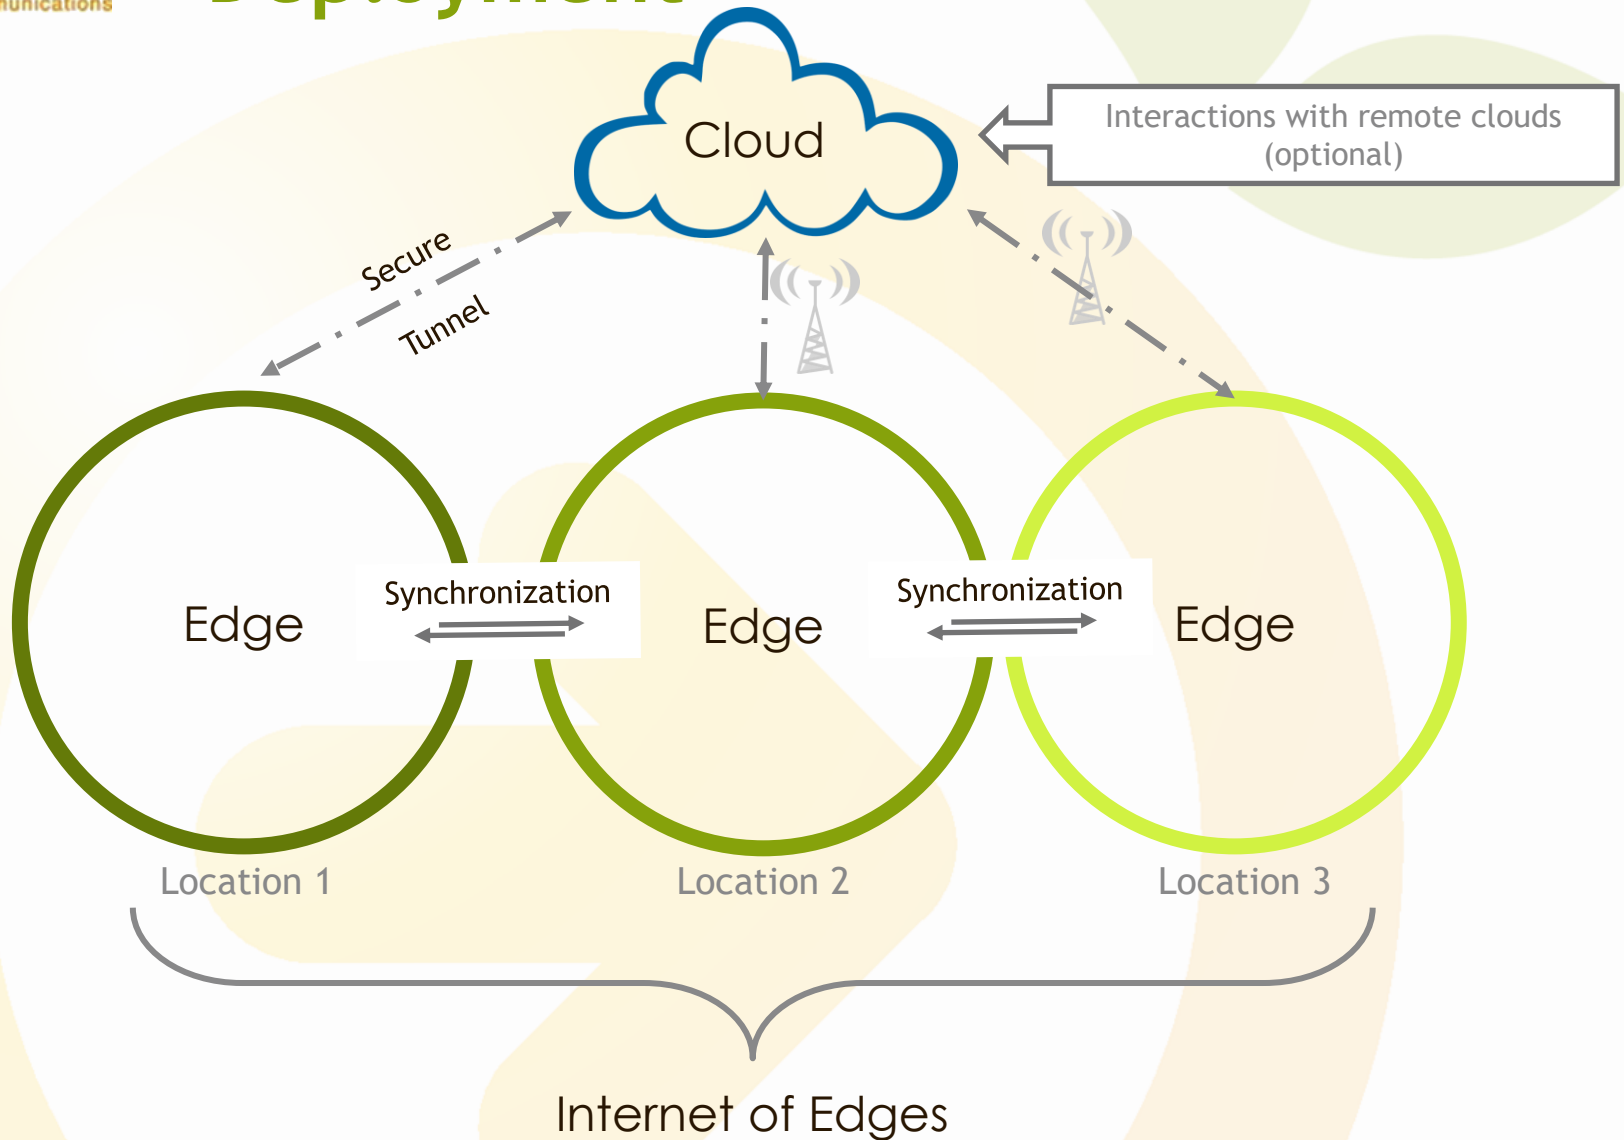 Deployment
Cloud
Interactions with remote clouds
(optional)
Secure
Tunnel
Synchronization
Synchronization
Edge
Edge
Edge
Location 1
Location 2
Location 3
Internet of Edges